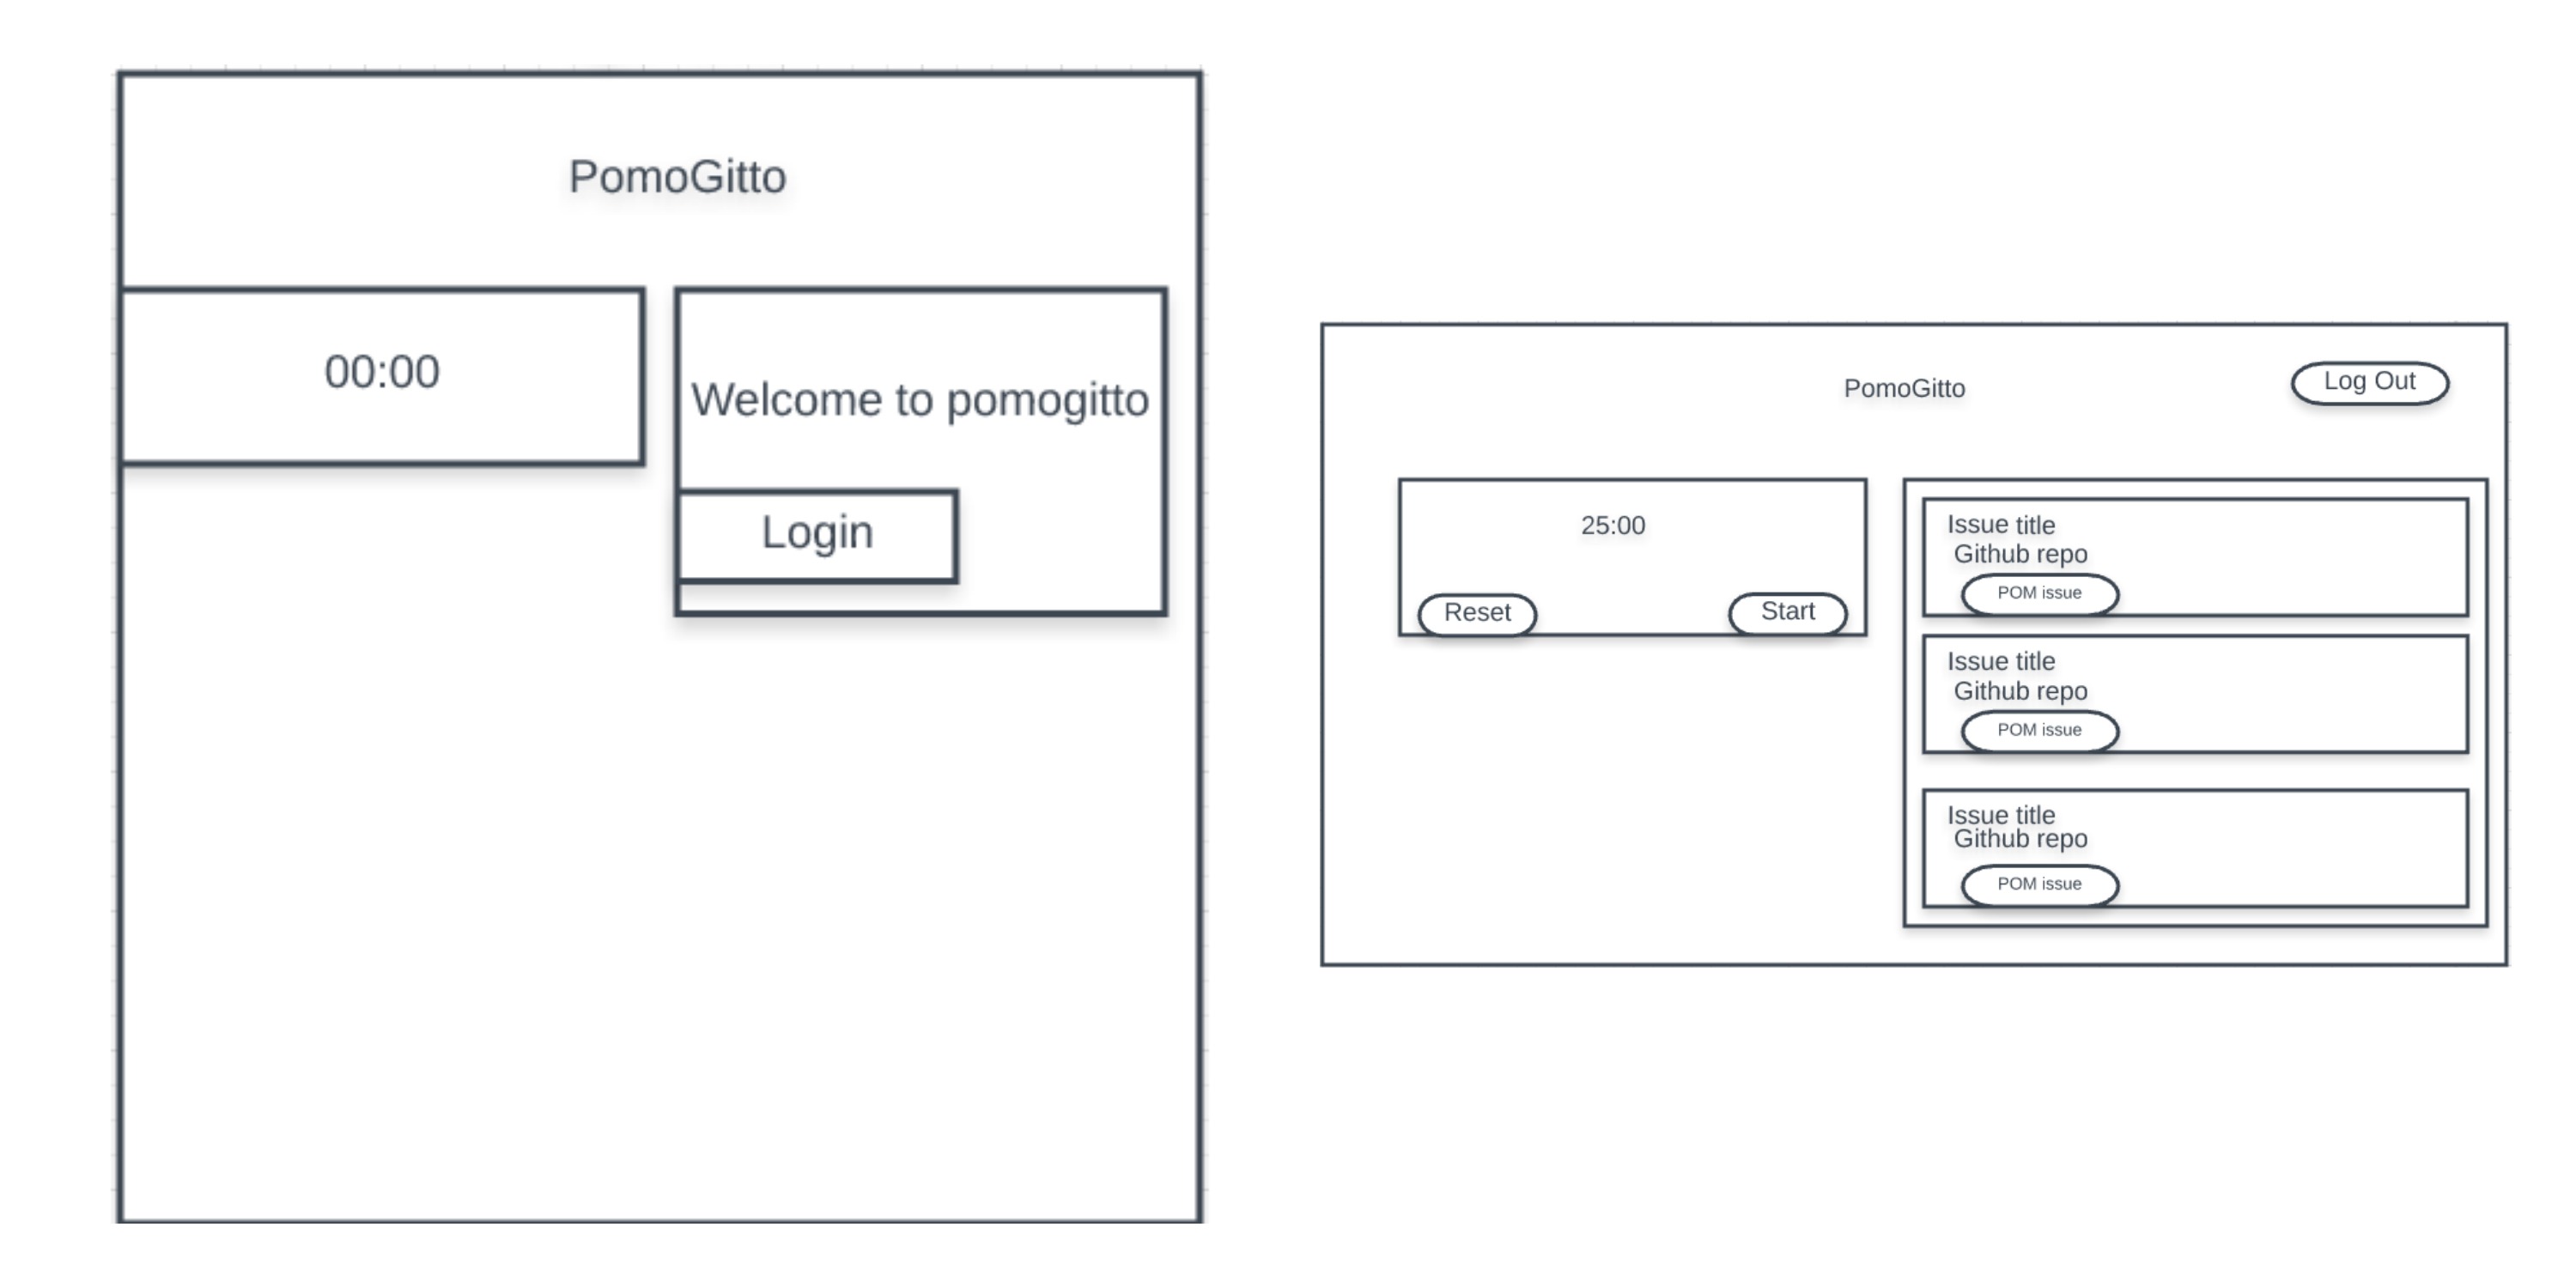 PomoGitto
00:00
Welcome to pomogitto
Login
PomoGitto
Log Out
25:00
Reset
Start
Issue title
Github repo
POM issue
Issue title
Github repo
POM issue
Issue title
Github repo
POM issue